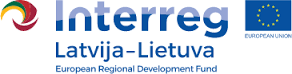 Interreg
EUROPEAN UNION
Latvija–Lietuva
European Regional Development Fund